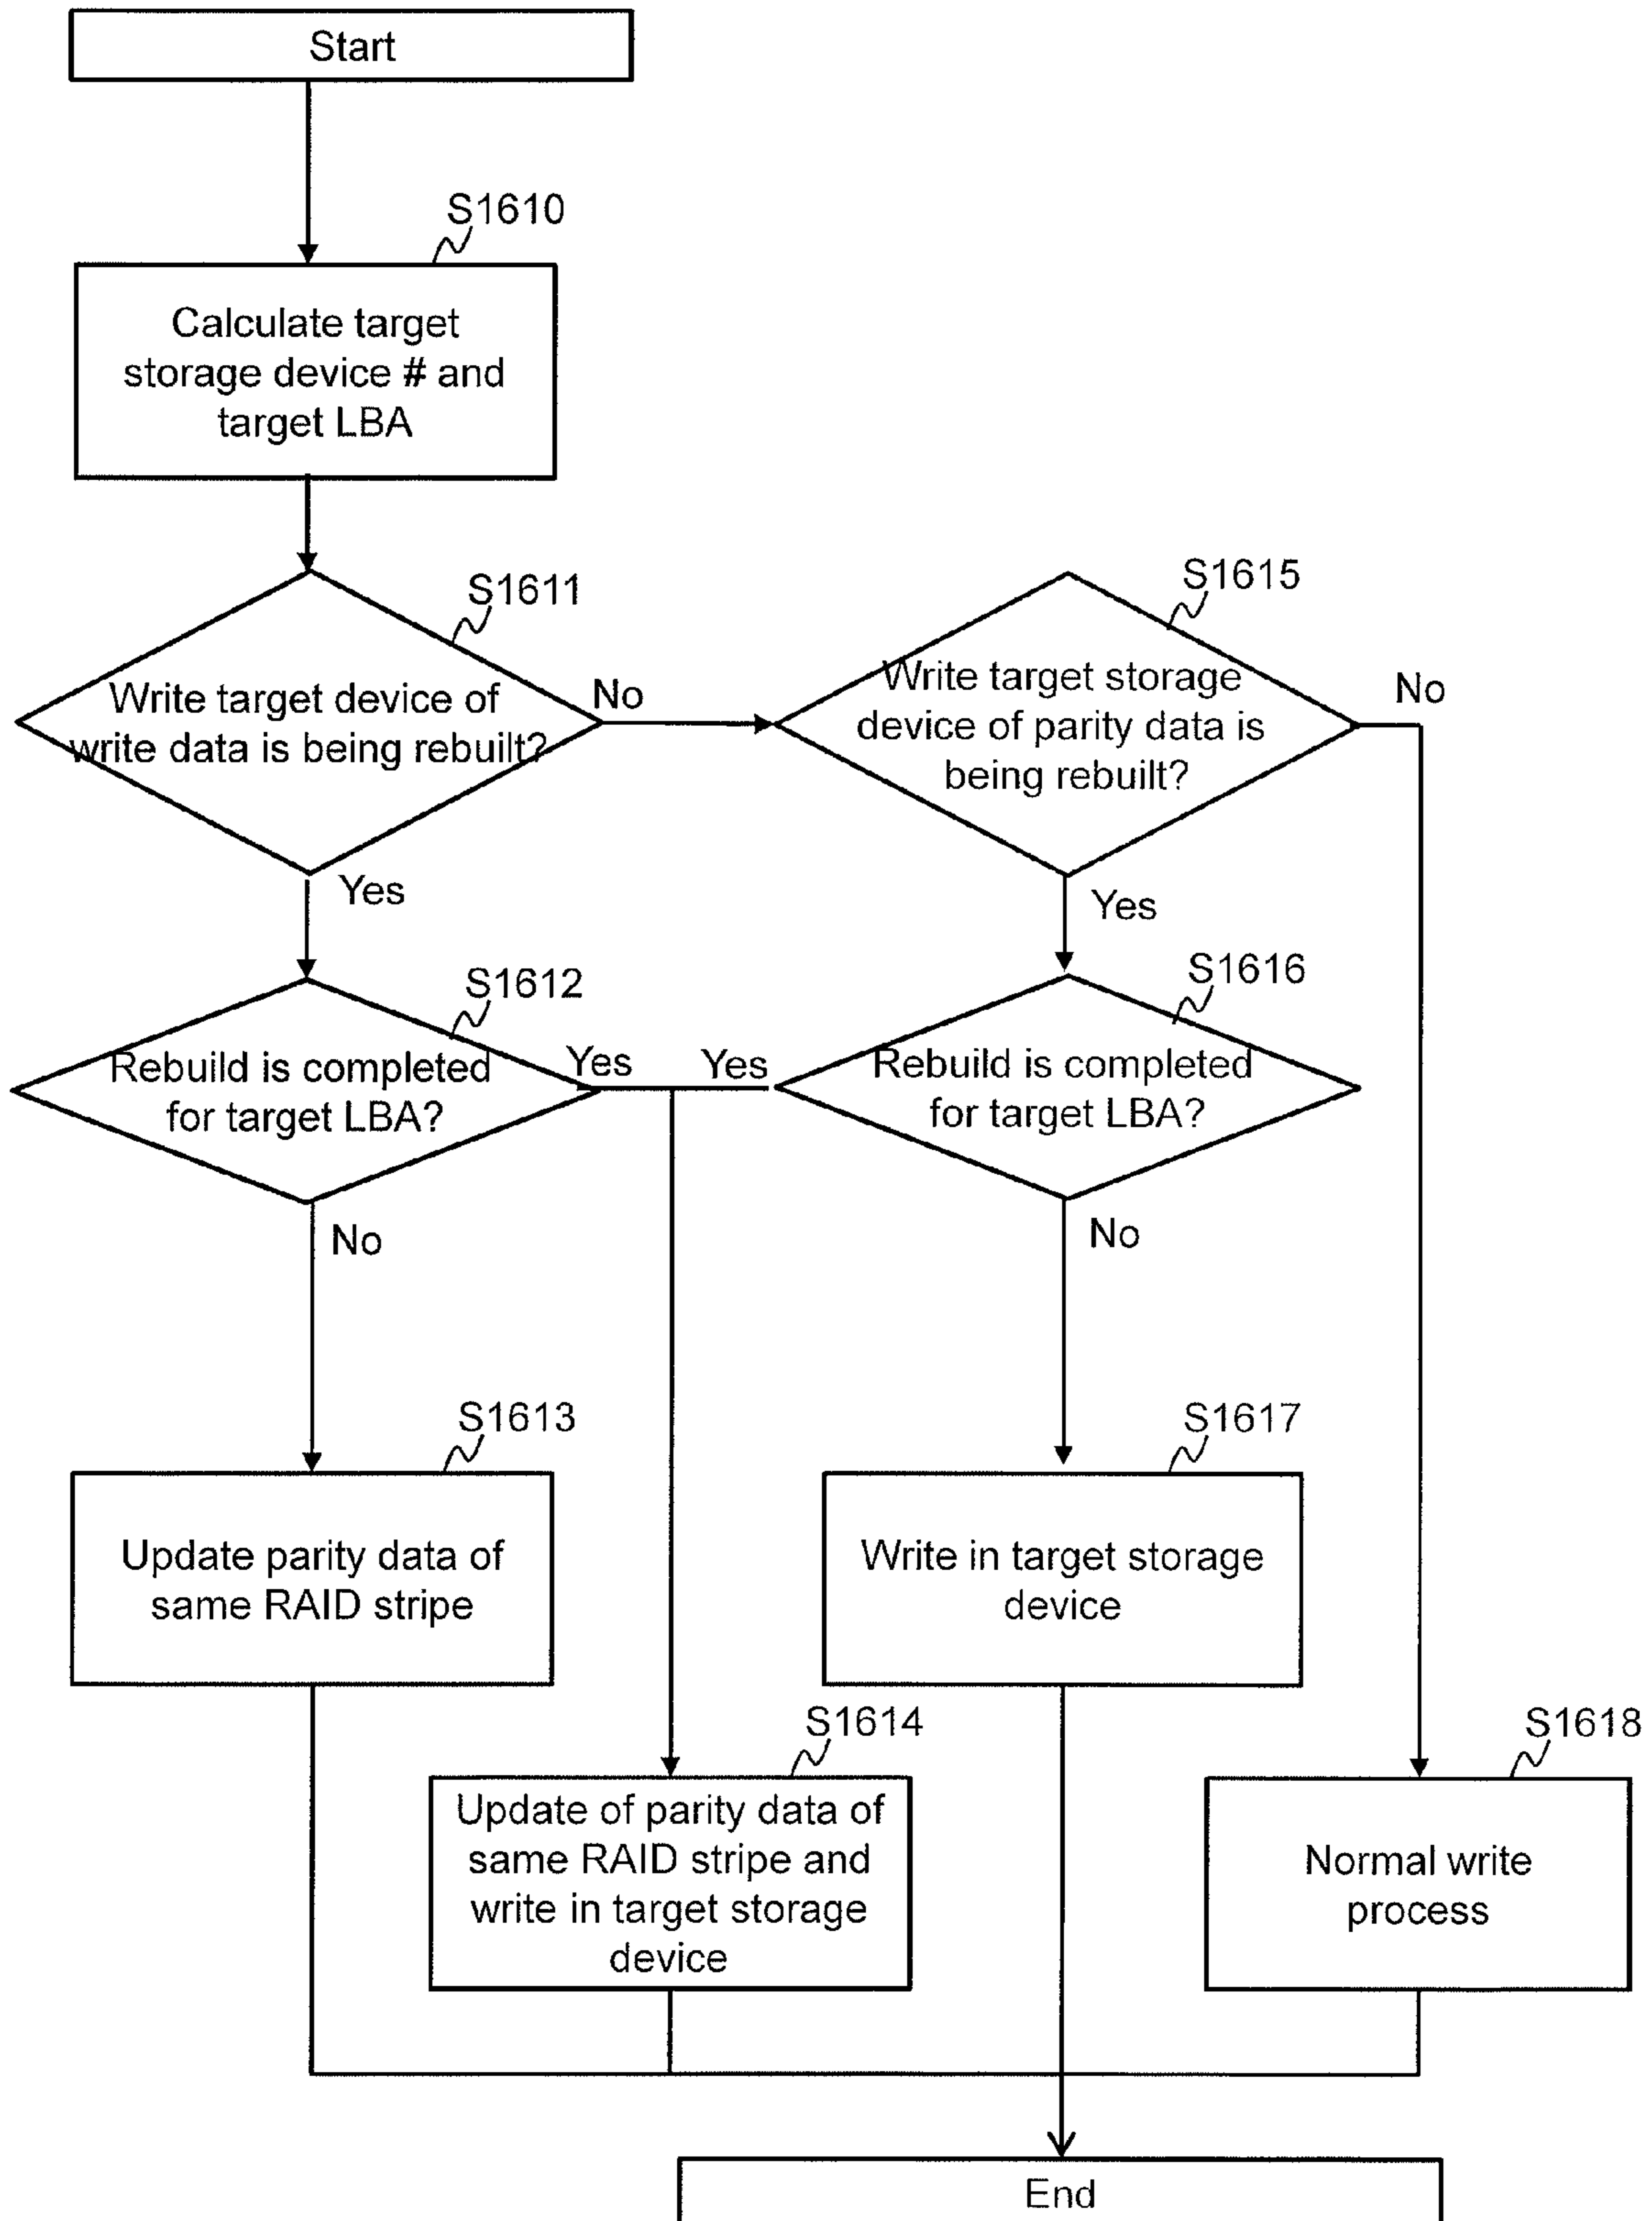 Start
S1610
Calculate target
storage device # and
target LBA
S1611
Write target device of
write data is being rebuilt?
No
Yes
S1615
Write target storage
device of parity data is
being rebuilt?
No
Yes
S1612
Rebuild is completed
for target LBA?
Yes
No
S1616
Rebuild is completed
for target LBA?
Yes
No
S1613
Update parity data of
same RAID stripe
S1617
Write in target storage
device
S1614
Update of parity data of
same RAID stripe and
write in target storage
device
S1618
Normal write
process
End